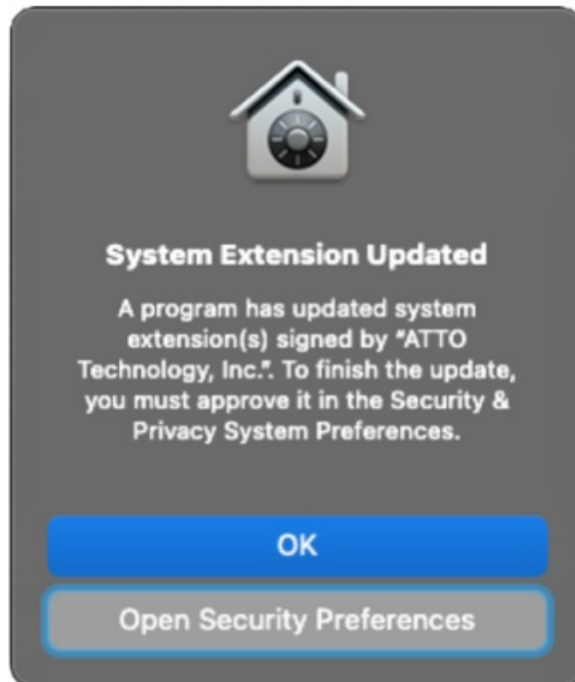 System Extension Updated
A program has updated system
extension(s) signed by "ATTO
Technology, Inc.". To finish the update,
you must approve it in the Security &
Privacy System Preferences.
OK
Open Security Preferences